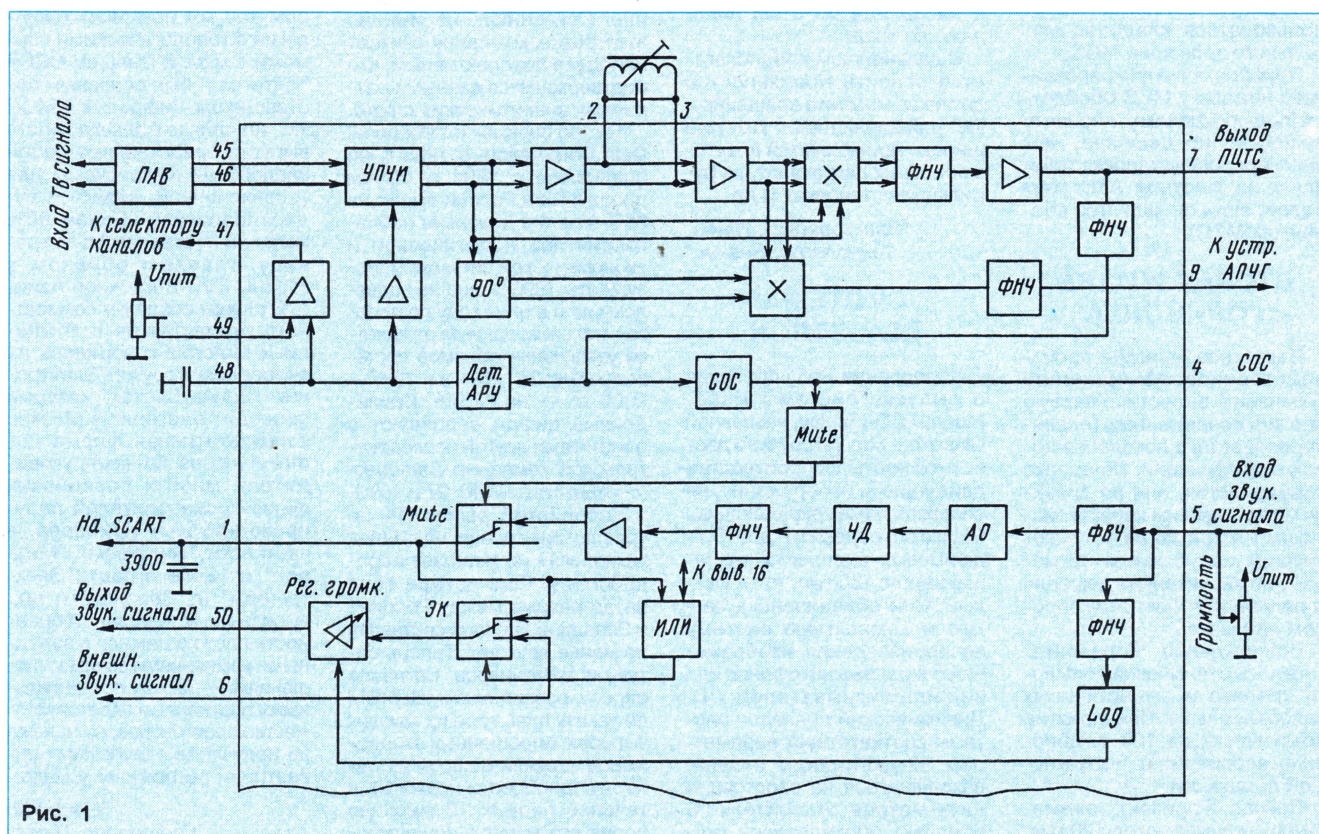 2
3
Вход ТВ сигнала
ПАВ
45
46
УПЧИ
ФНЧ
Выход
7 ПЦТС
К селектору
каналов
47
90°
ФНЧ
ФНЧ
К устр.
9 АПЧГ
Uпит
49
48
Дет.
АРУ
СОС
4 СОС
Mute
На SCART 1
Mute
ФНЧ
ЧД
АО
ФВЧ
Вход
звук.
5 сигнала
3900
К выв. 16
Выход
звук. сигнала 50
Рег. громк.
ЭК
ИЛИ
ФНЧ
Громкость
Uпит
Внешн.
звук. сигнал 6
Log
Рис. 1